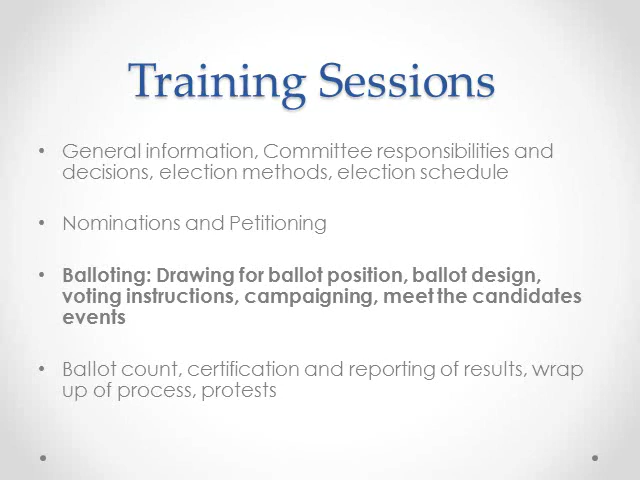 Training Sessions
• General information, Committee responsibilities and
decisions, election methods, election schedule
• Nominations and Petitioning
• Balloting: Drawing for ballot position, ballot design,
voting instructions, campaigning, meet the candidates
events
• Ballot count, certification and reporting of results, wrap
up of process, protests